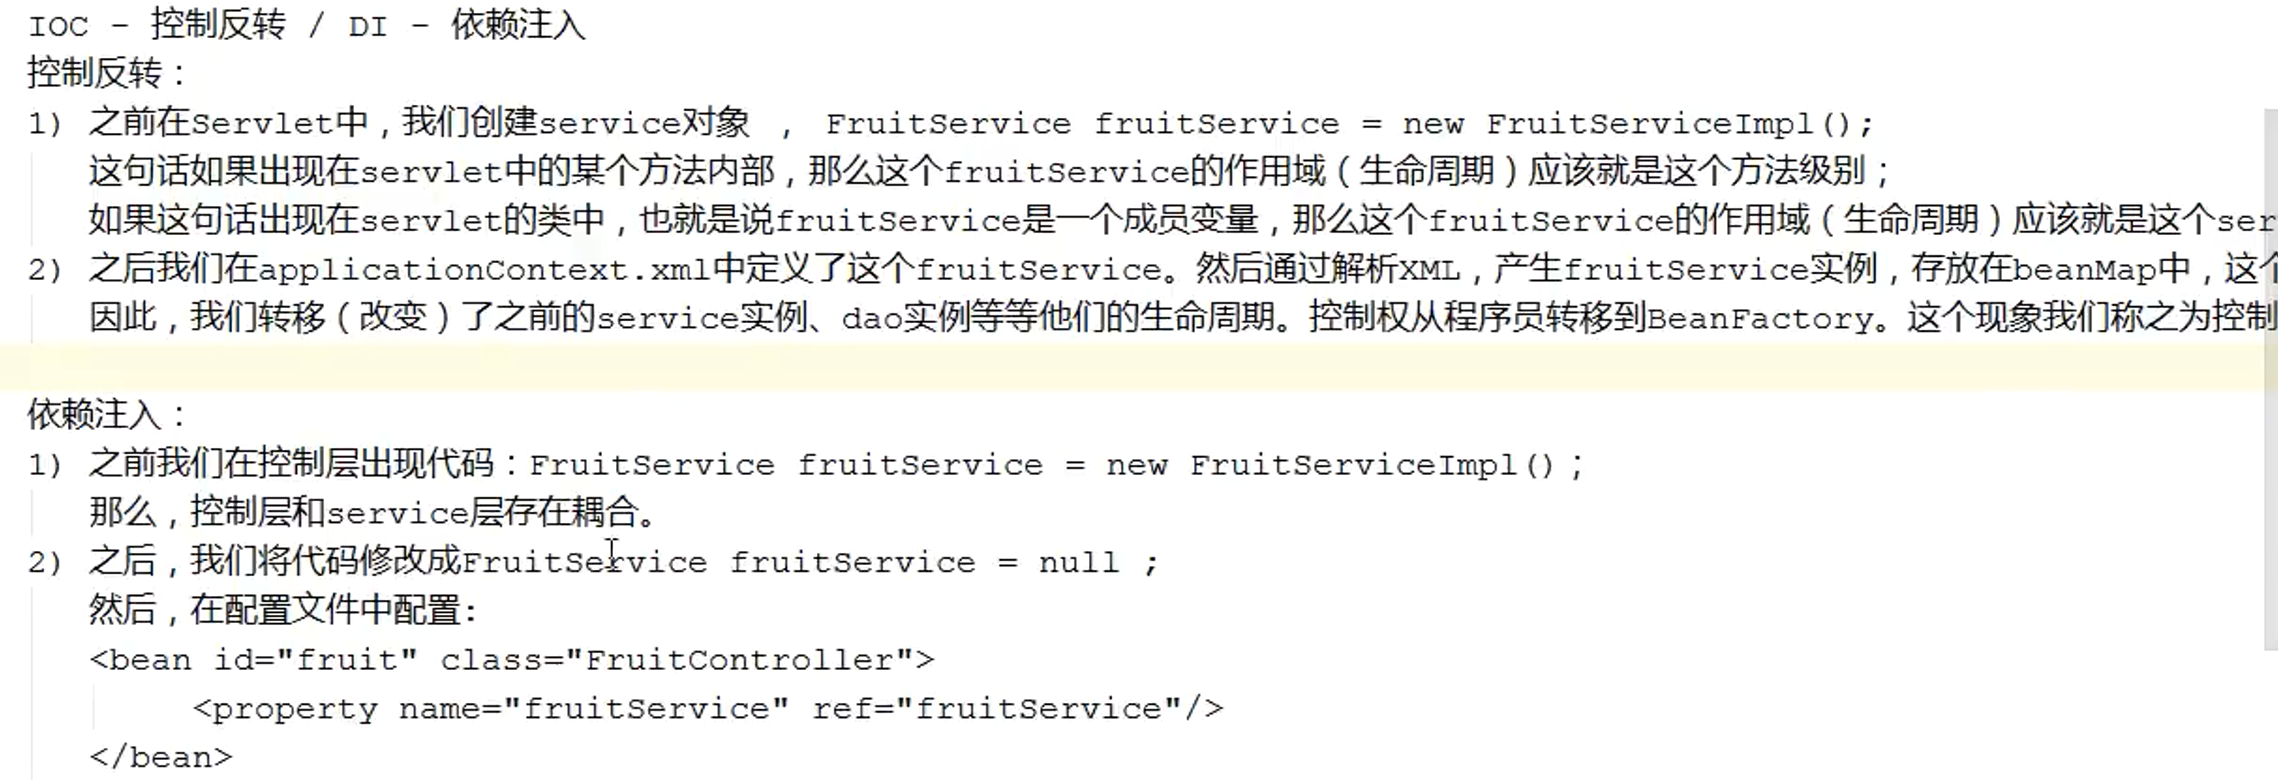 IOC - 控制反转 / DI - 依赖注入
控制反转：
1) 之前在Servlet中，我们创建service对象 ， FruitService fruitService = new FruitServiceImpl();
这句话如果出现在servlet中的某个方法内部，那么这个fruitService的作用域（生命周期）应该就是这个方法级别；
如果这句话出现在servlet的类中，也就是说fruitService是一个成员变量，那么这个fruitService的作用域（生命周期）应该就是这个ser
2) 之后我们在applicationContext.xml中定义了这个fruitService。然后通过解析XML，产生fruitService实例，存放在beanMap中，这个
因此，我们转移（改变）了之前的service实例、dao实例等等他们的生命周期。控制权从程序员转移到BeanFactory。这个现象我们称之为控制
依赖注入：
1) 之前我们在控制层出现代码：FruitService fruitService = new FruitServiceImpl()；
那么，控制层和service层存在耦合。
2) 之后，我们将代码修改成FruitService fruitService = null ;
然后，在配置文件中配置:
<bean id="fruit" class="FruitController">
<property name="fruitService" ref="fruitService"/>
</bean>